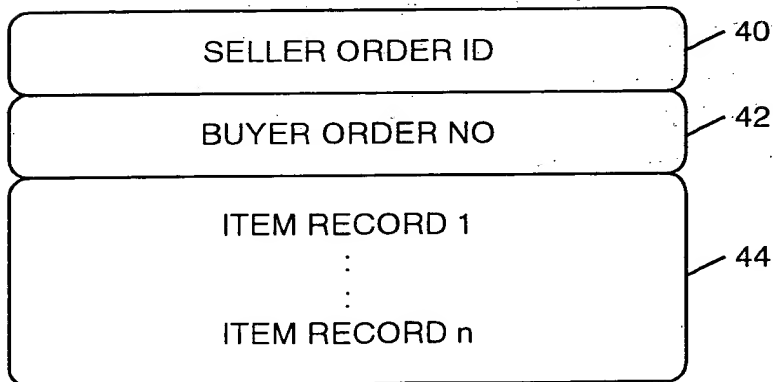 SELLER ORDER ID
40
BUYER ORDER NO
42
ITEM RECORD 1
44
ITEM RECORD n